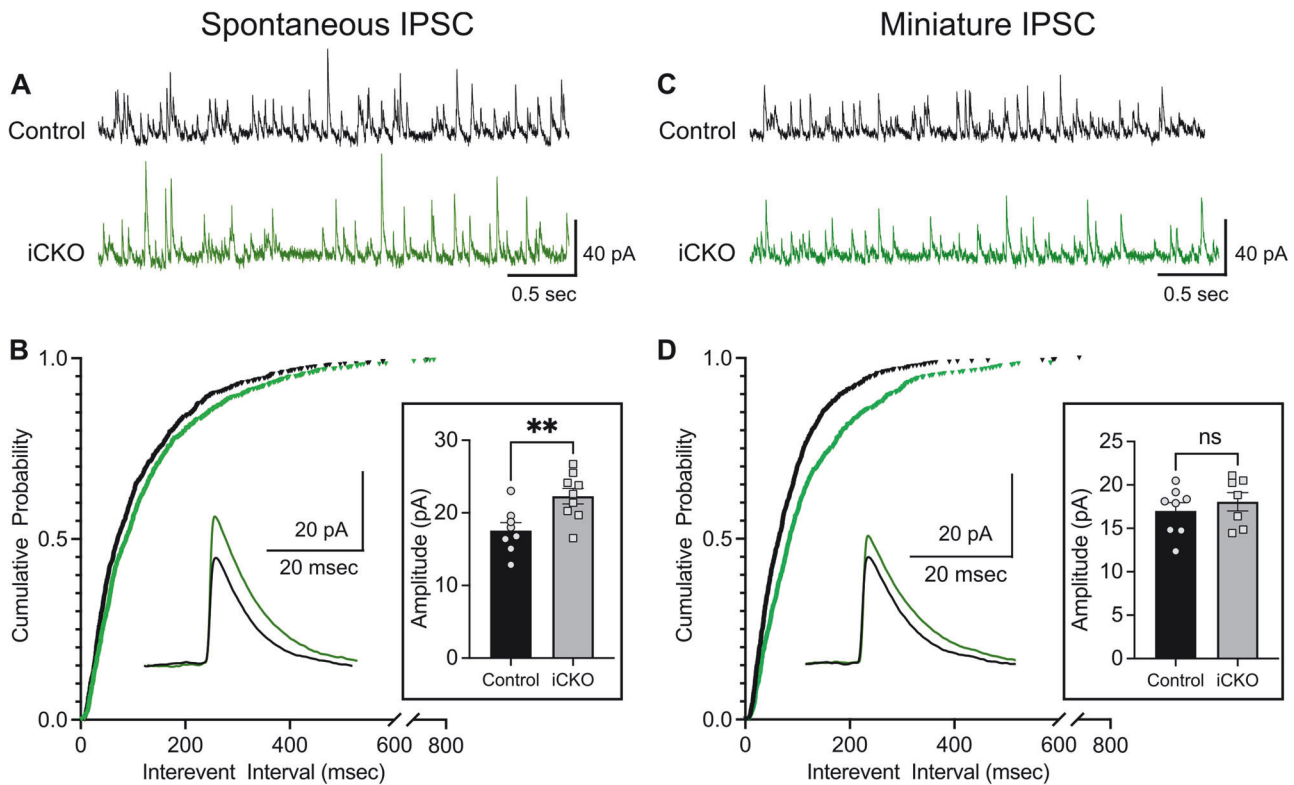 Spontaneous IPSC
Miniature IPSC
A
Control
iCKO
40 pA
0.5 sec
C
Control
iCKO
40 pA
0.5 sec
B
1.0
0.5
0.0
Cumulative Probability
0
200
400
600
800
Interevent Interval (msec)
20 pA
20 msec
30
20
10
0
Amplitude (pA)
**
Control
iCKO
D
1.0
0.5
0.0
Cumulative Probability
0
200
400
600
800
Interevent Interval (msec)
20 pA
20 msec
25
20
15
10
5
0
Amplitude (pA)
ns
Control
iCKO